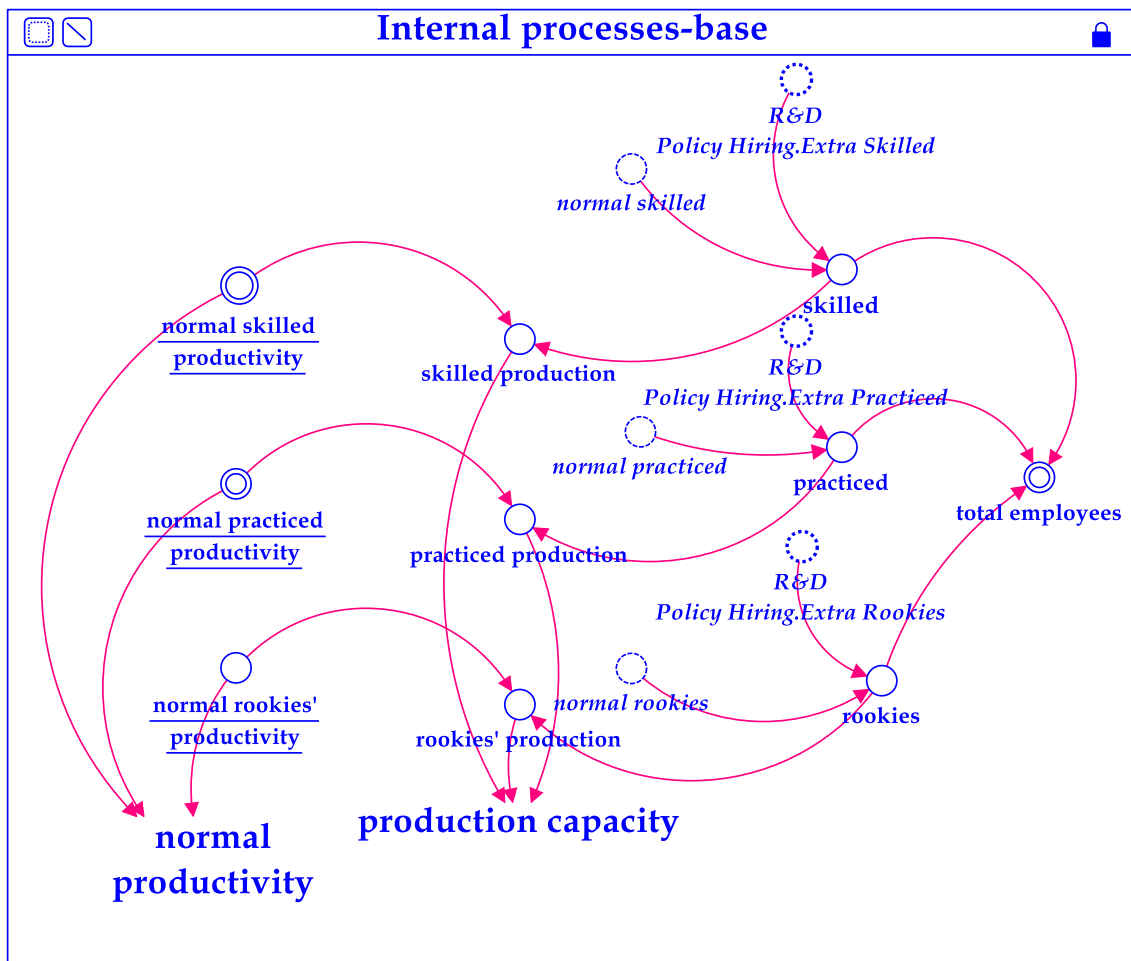 Internal processes-base
R&D
Policy Hiring.Extra Skilled
normal skilled
skilled
normal skilled
productivity
R&D
skilled production
Policy Hiring.Extra Practiced
normal practiced
practiced
total employees
normal practiced
productivity
practiced production
R&D
Policy Hiring.Extra Rookies
normal rookies'
productivity
normal rookies
rookies
rookies' production
production capacity
normal
productivity